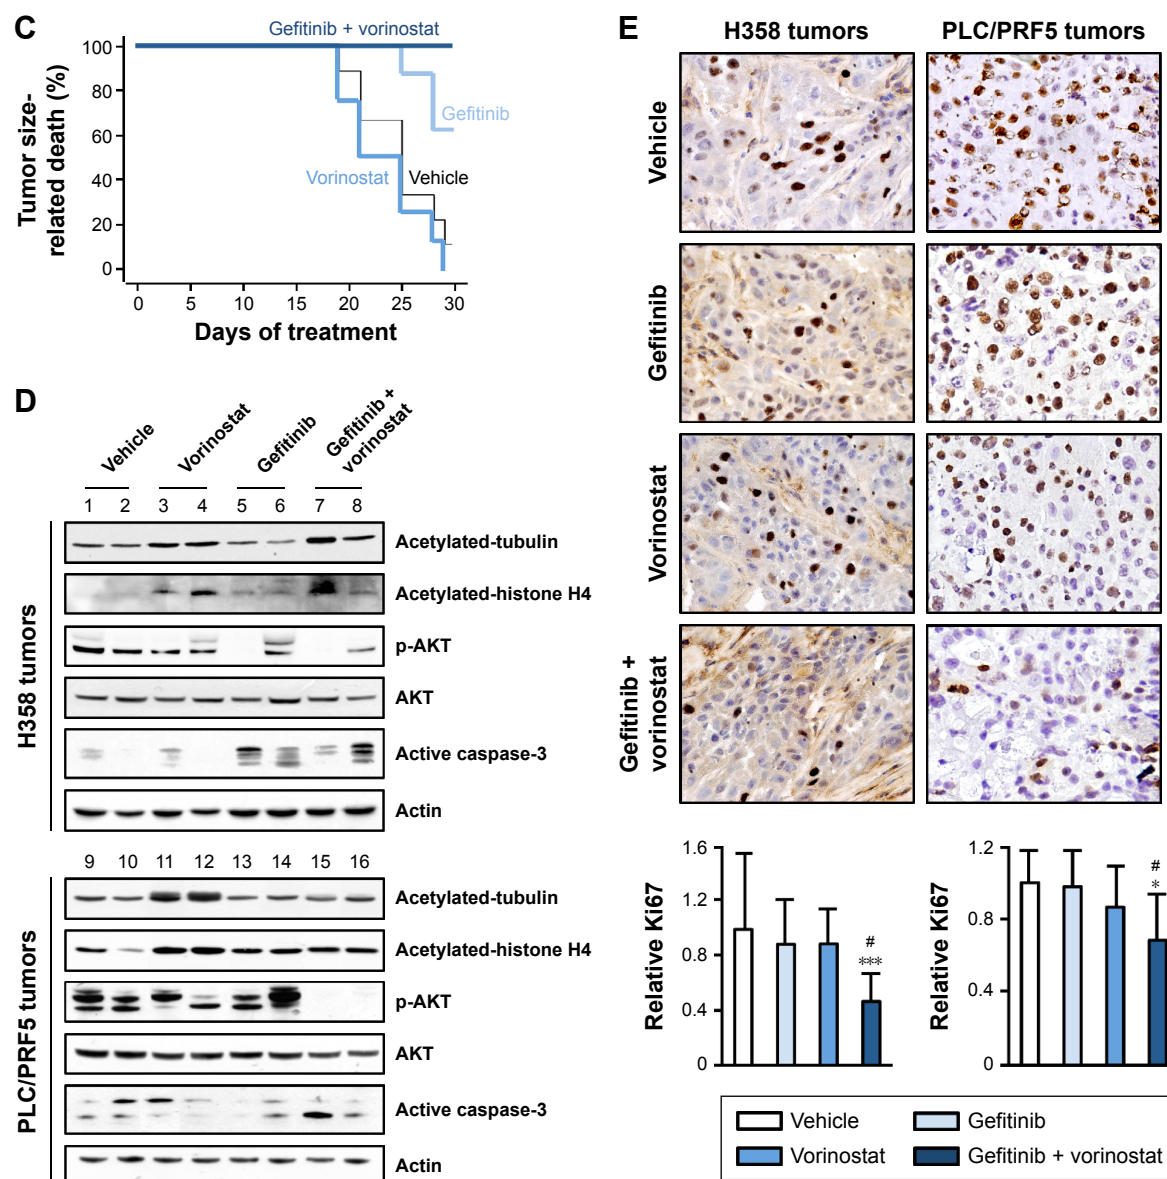 C
Gefitinib + vorinostat
Tumor size-
related death (%)
100
80
60
40
20
0
Gefitinib
Vorinostat
Vehicle
0 5 10 15 20 25 30
Days of treatment
D
Vehicle
Vorinostat
Gefitinib
Gefitinib +
vorinostat
1 2 3 4 5 6 7 8
H358 tumors
Acetylated-tubulin
Acetylated-histone H4
p-AKT
AKT
Active caspase-3
Actin
9 10 11 12 13 14 15 16
PLC/PRF5 tumors
Acetylated-tubulin
Acetylated-histone H4
p-AKT
AKT
Active caspase-3
Actin
E
H358 tumors
PLC/PRF5 tumors
Vehicle
Gefitinib
Vorinostat
Gefitinib +
vorinostat
Relative Ki67
1.6
1.2
0.8
0.4
0
#
***
Relative Ki67
1.2
0.8
0.4
0
#
*
Vehicle
Gefitinib
Vorinostat
Gefitinib + vorinostat